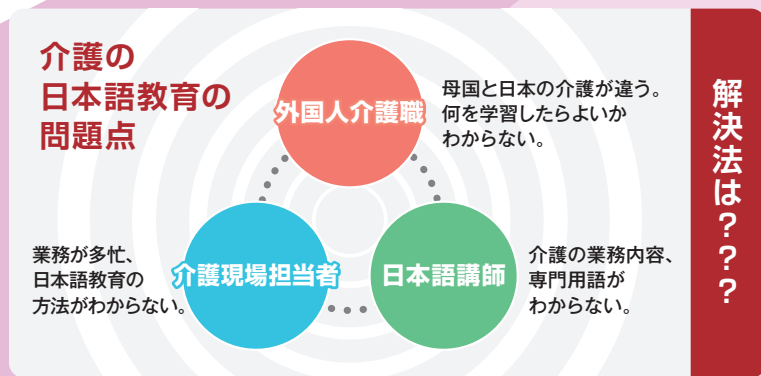 介護の
日本語教育の
問題点
外国人介護職
母国と日本の介護が違う。
何を学習したらよいか
わからない。
業務が多忙、
日本語教育の
方法がわからない。
介護現場担当者
日本語講師
介護の業務内容、
専門用語が
わからない。
解決法は???